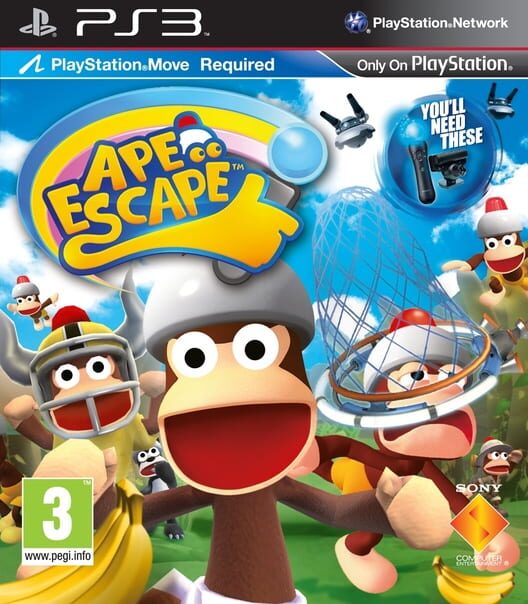 PS3
PlayStation®Network
PlayStation®Move Required
Only On PlayStation®
YOU'LL
NEED
THESE
APE
ESCAPE™
3
www.pegi.info
SONY
COMPUTER
ENTERTAINMENT®